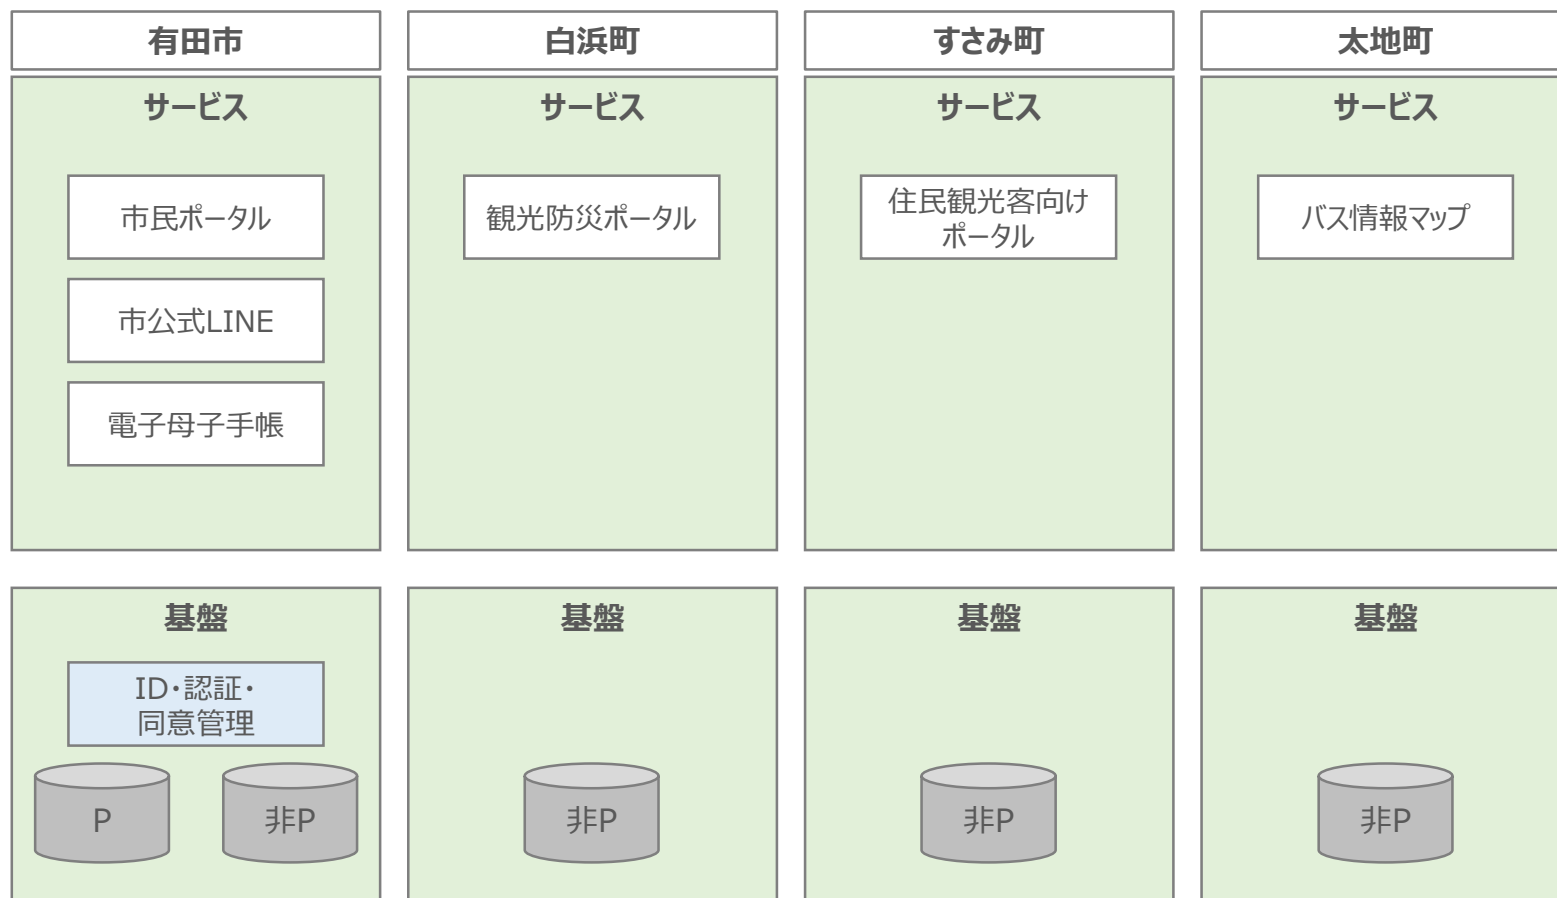 有田市
サービス
市民ポータル
市公式LINE
電子母子手帳
基盤
ID・認証・
同意管理
P
非P
白浜町
サービス
観光防災ポータル
基盤
非P
すさみ町
サービス
住民観光客向け
ポータル
基盤
非P
太地町
サービス
バス情報マップ
基盤
非P